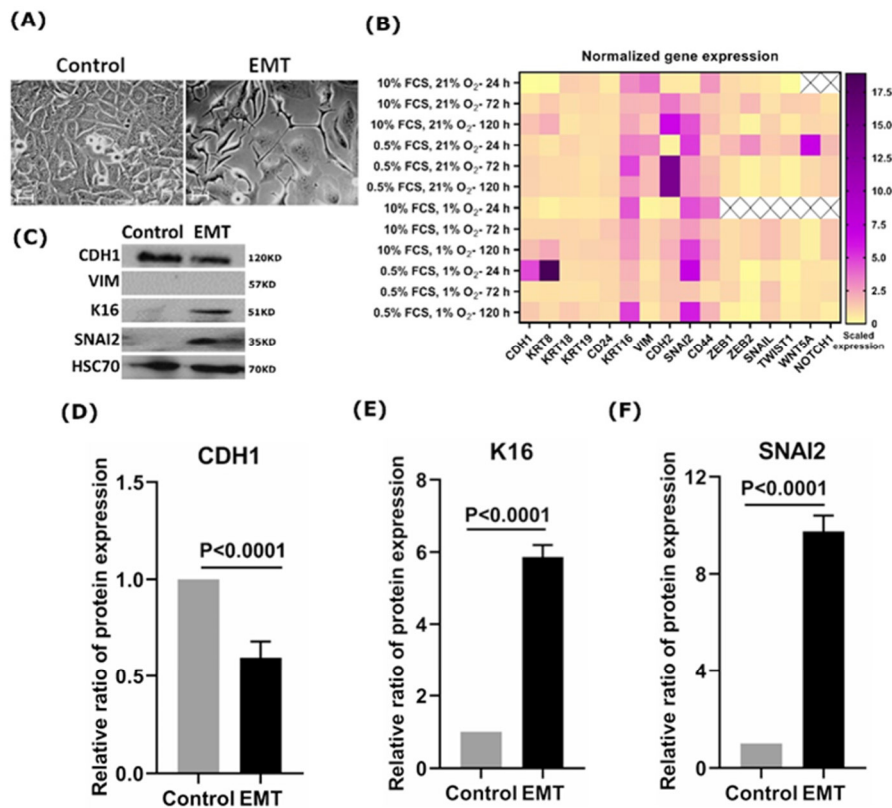 (A)
Control EMT
(B)
Normalized gene expression
10% FCS, 21% O2- 24 h
10% FCS, 21% O2- 72 h
10% FCS, 21% O2- 120 h
0.5% FCS, 21% O2- 24 h
0.5% FCS, 21% O2- 72 h
0.5% FCS, 21% O2- 120 h
10% FCS, 1% O2- 24 h
10% FCS, 1% O2- 72 h
10% FCS, 1% O2- 120 h
0.5% FCS, 1% O2- 24 h
0.5% FCS, 1% O2- 72 h
0.5% FCS, 1% O2- 120 h
CDH1 KRT8 KRT18 KRT19 CD24 KRT16 VIM CDH2 SNAI2 CD44 ZEB1 ZEB2 SNAIL TWIST1 WNT5A NOTCH1
17.5
15.0
12.5
10.0
7.5
5.0
2.5
0
Scaled
expression
(C)
Control EMT
CDH1 120KD
VIM 57KD
K16 51KD
SNAI2 35KD
HSC70 70KD
(D)
CDH1
Relative ratio of protein expression
1.5
1.0
0.5
0.0
P<0.0001
Control EMT
(E)
K16
Relative ratio of protein expression
8
6
4
2
0
P<0.0001
Control EMT
(F)
SNAI2
Relative ratio of protein expression
12
9
6
3
0
P<0.0001
Control EMT